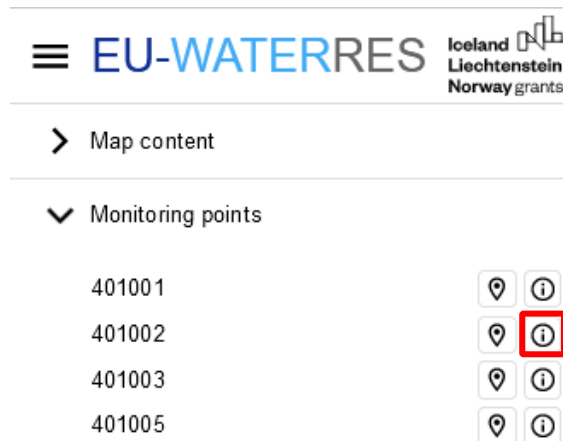 EU-WATERRES
Iceland
Liechtenstein
Norway grants
Map content
Monitoring points
401001
401002
401003
401005